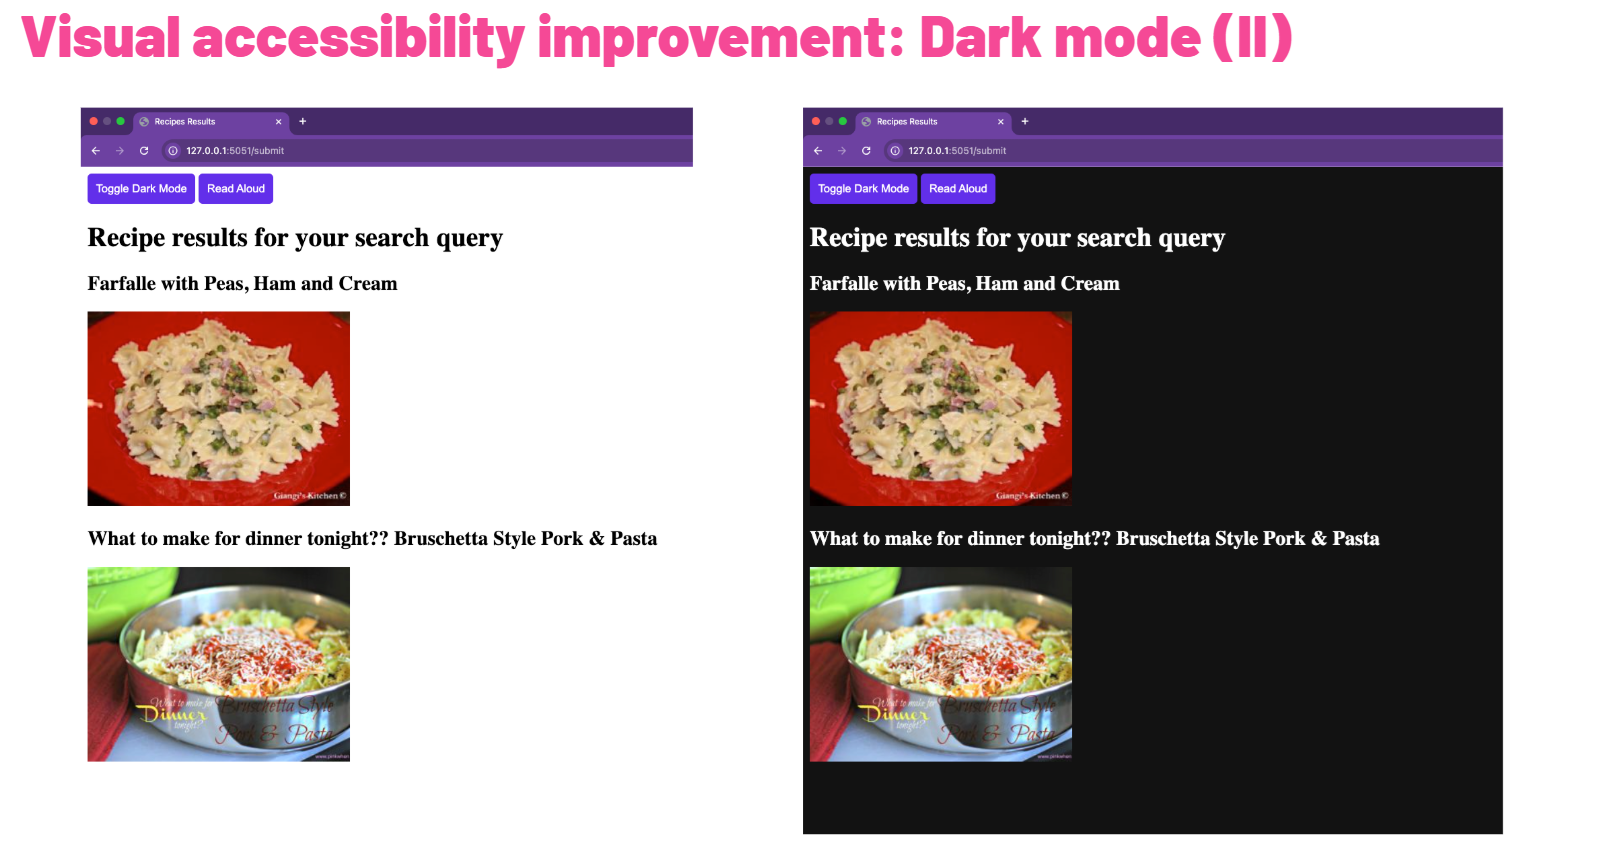 Visual accessibility improvement: Dark mode (II)
Recipes Results
127.0.0.1:5051/submit
Toggle Dark Mode Read Aloud
Recipe results for your search query
Farfalle with Peas, Ham and Cream
Giangi's Kitchen ©
What to make for dinner tonight?? Bruschetta Style Pork & Pasta
What to make for
Dinner
tonight??
Bruschetta Style
Pork & Pasta
Recipes Results
127.0.0.1:5051/submit
Toggle Dark Mode Read Aloud
Recipe results for your search query
Farfalle with Peas, Ham and Cream
Giangi's Kitchen ©
What to make for dinner tonight?? Bruschetta Style Pork & Pasta
What to make for
Dinner
tonight??
Bruschetta Style
Pork & Pasta